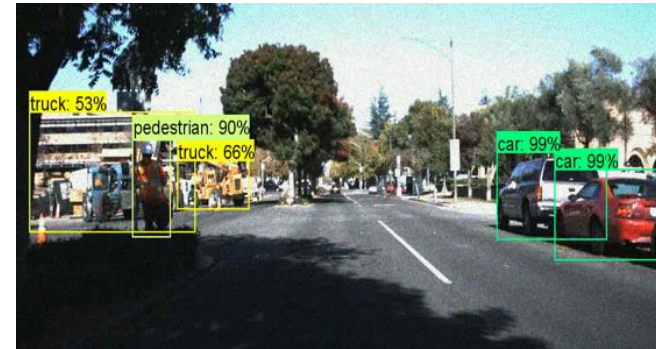 truck: 53%
pedestrian: 90%
truck: 66%
car: 99%
car: 99%